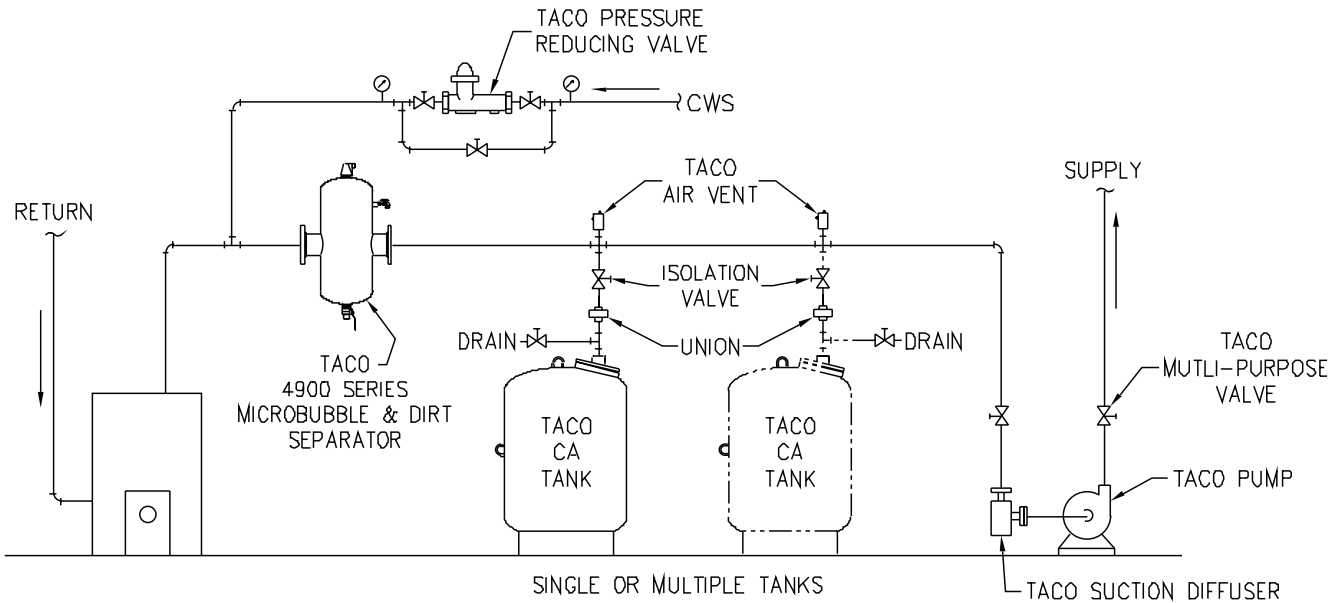 TACO PRESSURE
REDUCING VALVE
CWS
TACO
AIR VENT
SUPPLY
RETURN
ISOLATION
VALVE
DRAIN
UNION
DRAIN
TACO
4900 SERIES
MICROBUBBLE & DIRT
SEPARATOR
TACO
MUTLI-PURPOSE
VALVE
TACO
CA
TANK
TACO
CA
TANK
TACO PUMP
SINGLE OR MULTIPLE TANKS
TACO SUCTION DIFFUSER